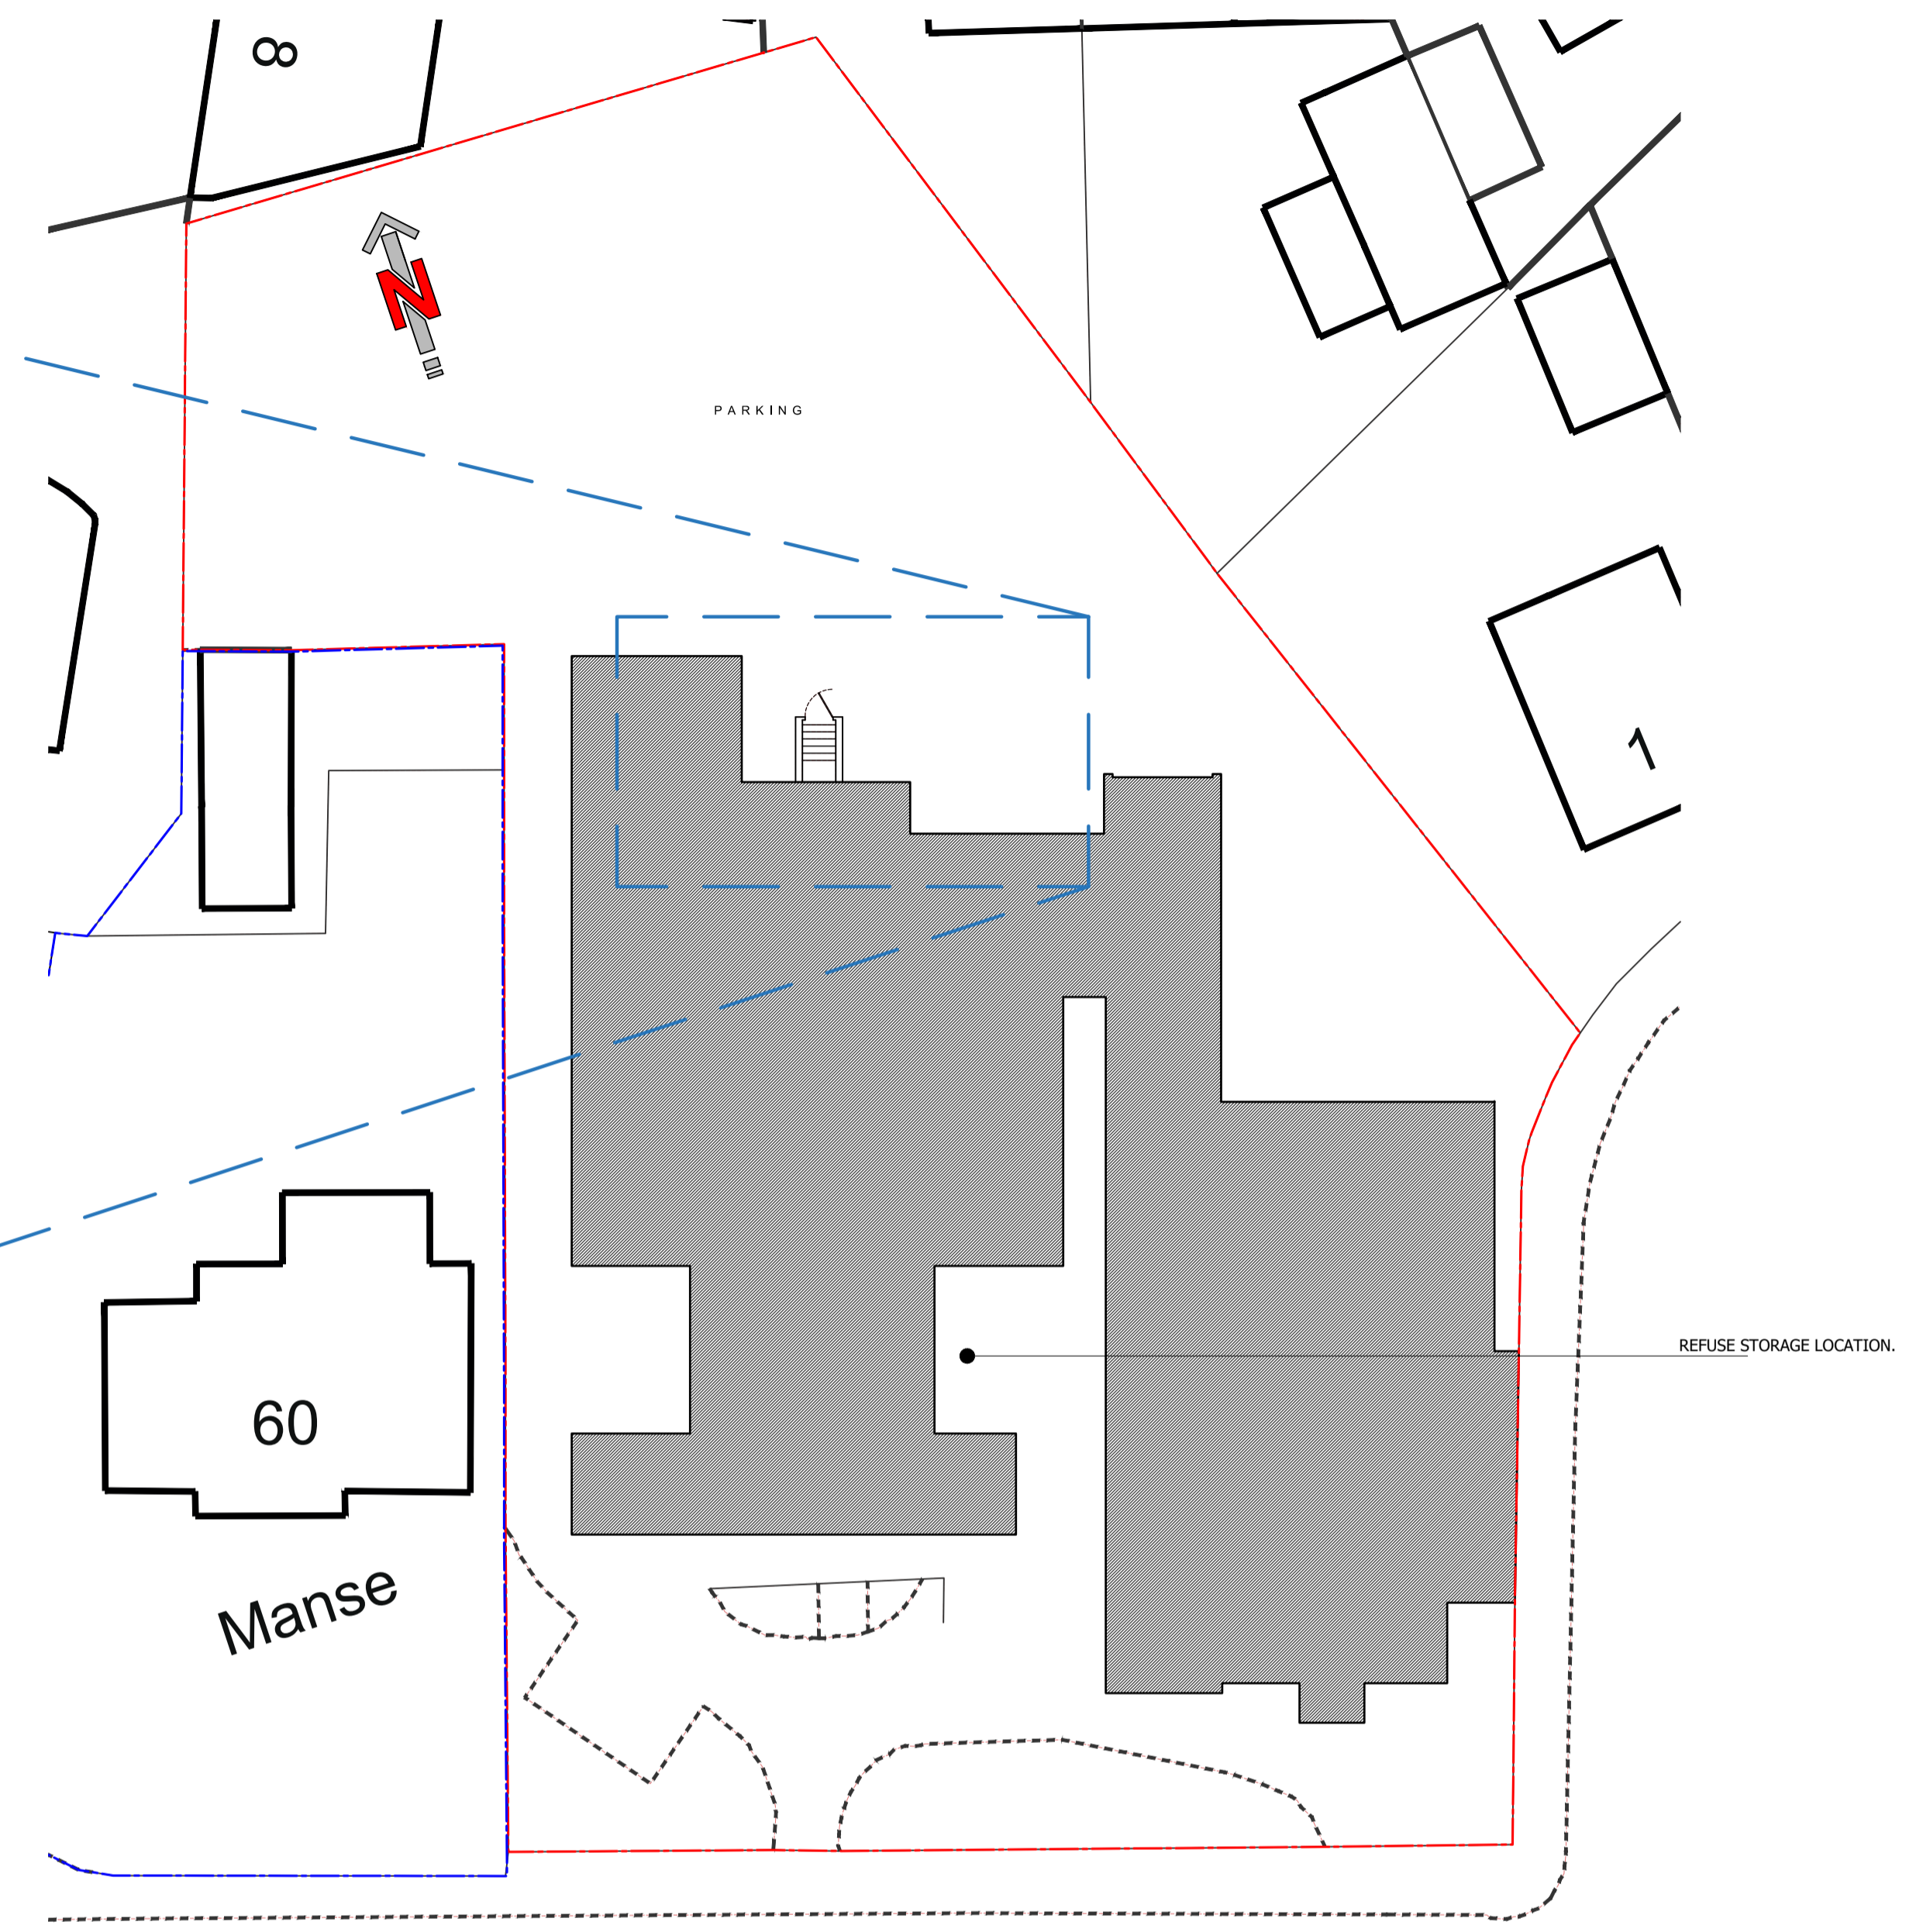 8
N
PARKING
1
REFUSE STORAGE LOCATION.
60
Manse